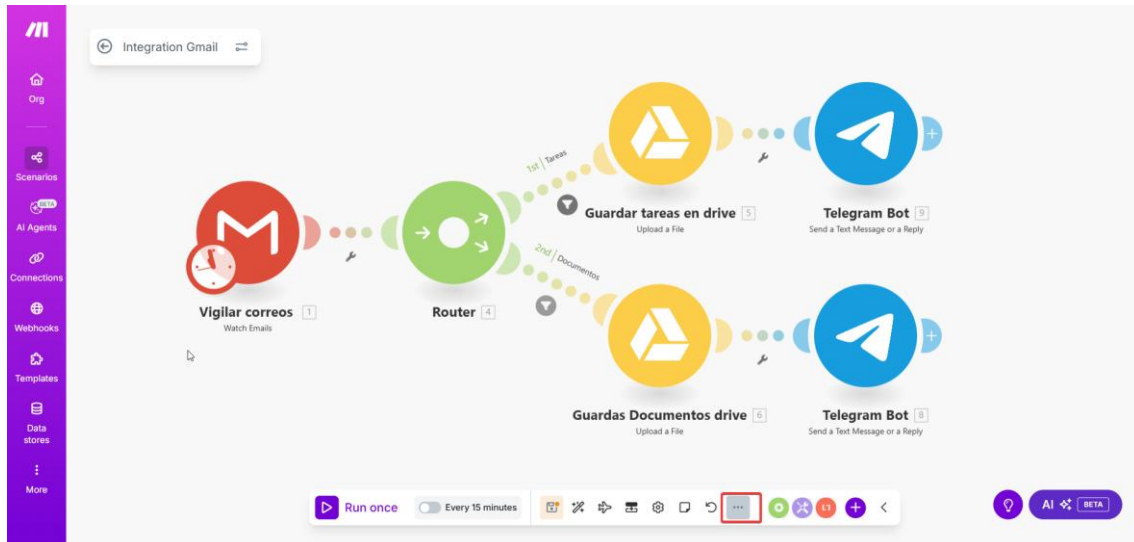 Integration Gmail
Org
Scenarios
BETA
AI Agents
Connections
Webhooks
Templates
Data
stores
More
1st | Tareas
2nd | Documentos
Vigilar correos 1
Watch Emails
Router 4
Guardar tareas en drive 5
Upload a File
Telegram Bot 9
Send a Text Message or a Reply
Guardas Documentos drive 6
Upload a File
Telegram Bot 8
Send a Text Message or a Reply
Run once
Every 15 minutes
AI BETA